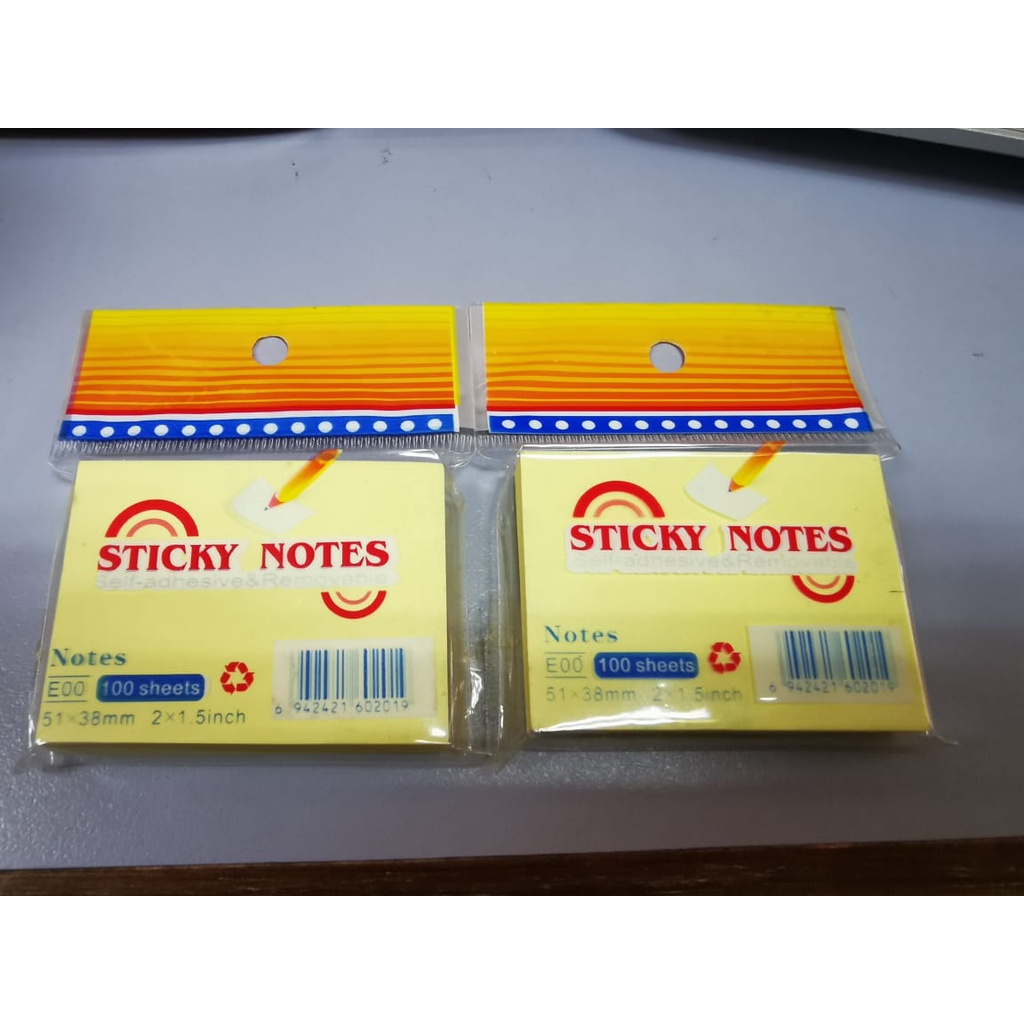 STICKY NOTES
Self-adhesive&Removable
Notes
E00 100 sheets
51×38mm 2×1.5inch
6 942421 602019
STICKY NOTES
Self-adhesive&Removable
Notes
E00 100 sheets
51×38mm 2×1.5inch
6 942421 602019